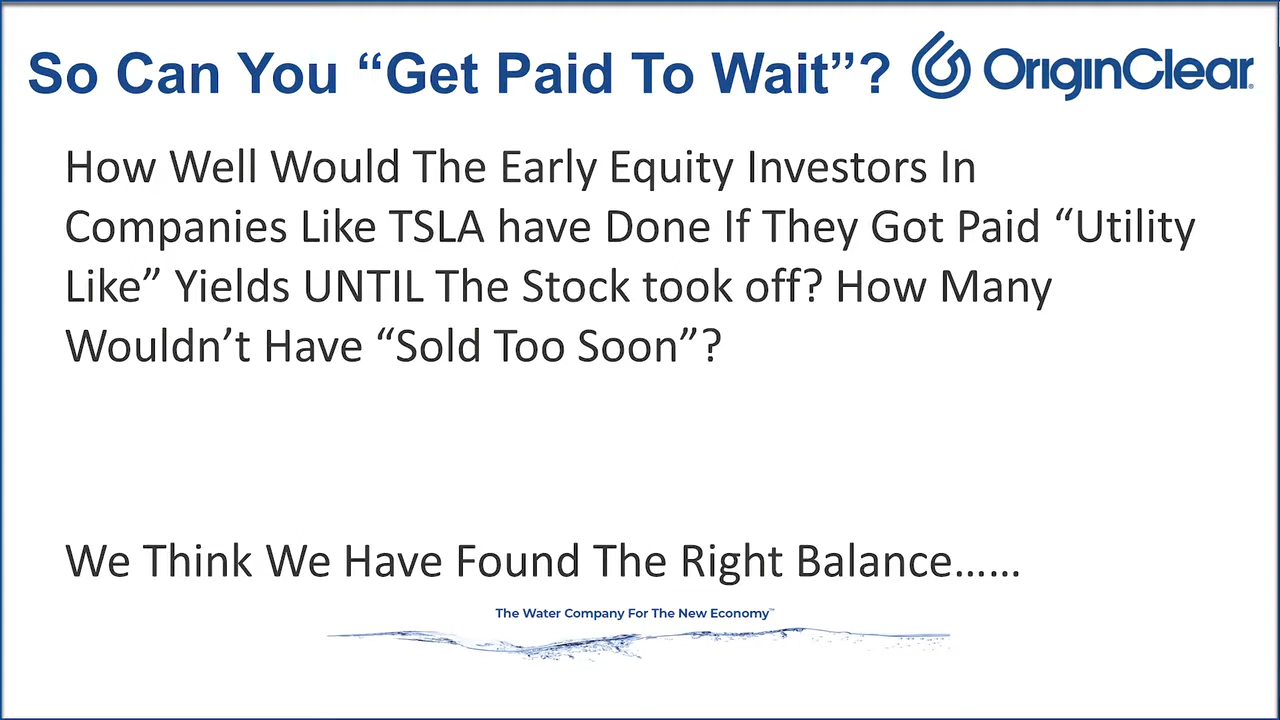 So Can You “Get Paid To Wait”?
OriginClear®
How Well Would The Early Equity Investors In
Companies Like TSLA have Done If They Got Paid “Utility
Like” Yields UNTIL The Stock took off? How Many
Wouldn’t Have “Sold Too Soon”?
We Think We Have Found The Right Balance……
The Water Company For The New Economy™